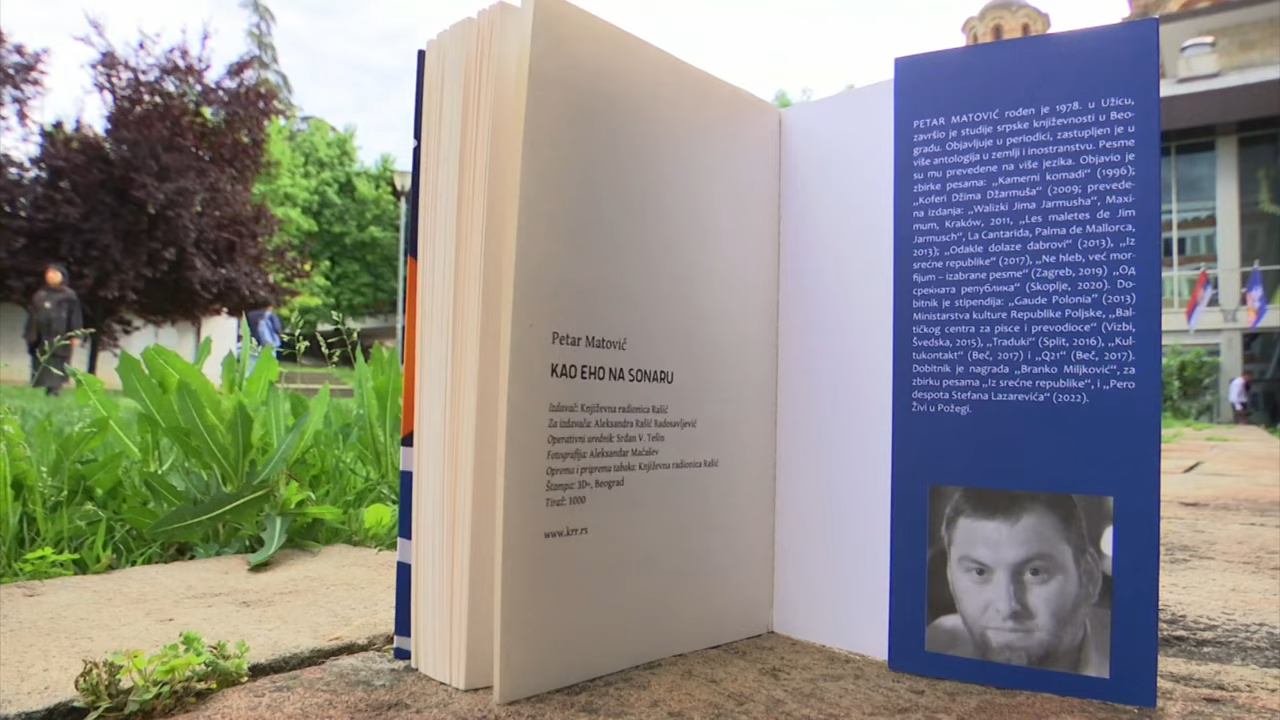 Petar Matović
KAO EHO NA SONARU
Izdavač: Književna radionica Rašić
Za izdavača: Aleksandra Rašić Radosavljević
Operativni urednik: Srđan V. Tešin
Fotografija: Aleksandar Maćašev
Oprema i priprema tabaka: Književna radionica Rašić
Štampa: 3D+, Beograd
Tiraž: 1000
www.krr.rs
PETAR MATOVIĆ rođen je 1978. u Užicu,
završio je studije srpske književnosti u Beo-
gradu. Objavljuje u periodici, zastupljen je u
više antologija u zemlji i inostranstvu. Pesme
su mu prevedene na više jezika. Objavio je
zbirke pesama: „Kamerni komadi“ (1996);
„Koferi Džima Džarmuša“ (2009; prevede-
na izdanja: „Walizki Jima Jarmusha“, Maxi-
mum, Kraków, 2011, „Les maletes de Jim
Jarmusch“, La Cantarida, Palma de Mallorca,
2013); „Odakle dolaze dabrovi“ (2013), „Iz
srećne republike“ (2017), „Ne hleb, već mor-
fijum – izabrane pesme“ (Zagreb, 2019) „Од
среќната република“ (Skoplje, 2020). Do-
bitnik je stipendija: „Gaude Polonia“ (2013)
Ministarstva kulture Republike Poljske, „Bal-
tičkog centra za pisce i prevodioce“ (Vizbi,
Švedska, 2015), „Traduki“ (Split, 2016), „Kul-
tukontakt“ (Beč, 2017) i „Q21“ (Beč, 2017).
Dobitnik je nagrada „Branko Miljković“, za
zbirku pesama „Iz srećne republike“, i „Pero
despota Stefana Lazarevića“ (2022).
Živi u Požegi.